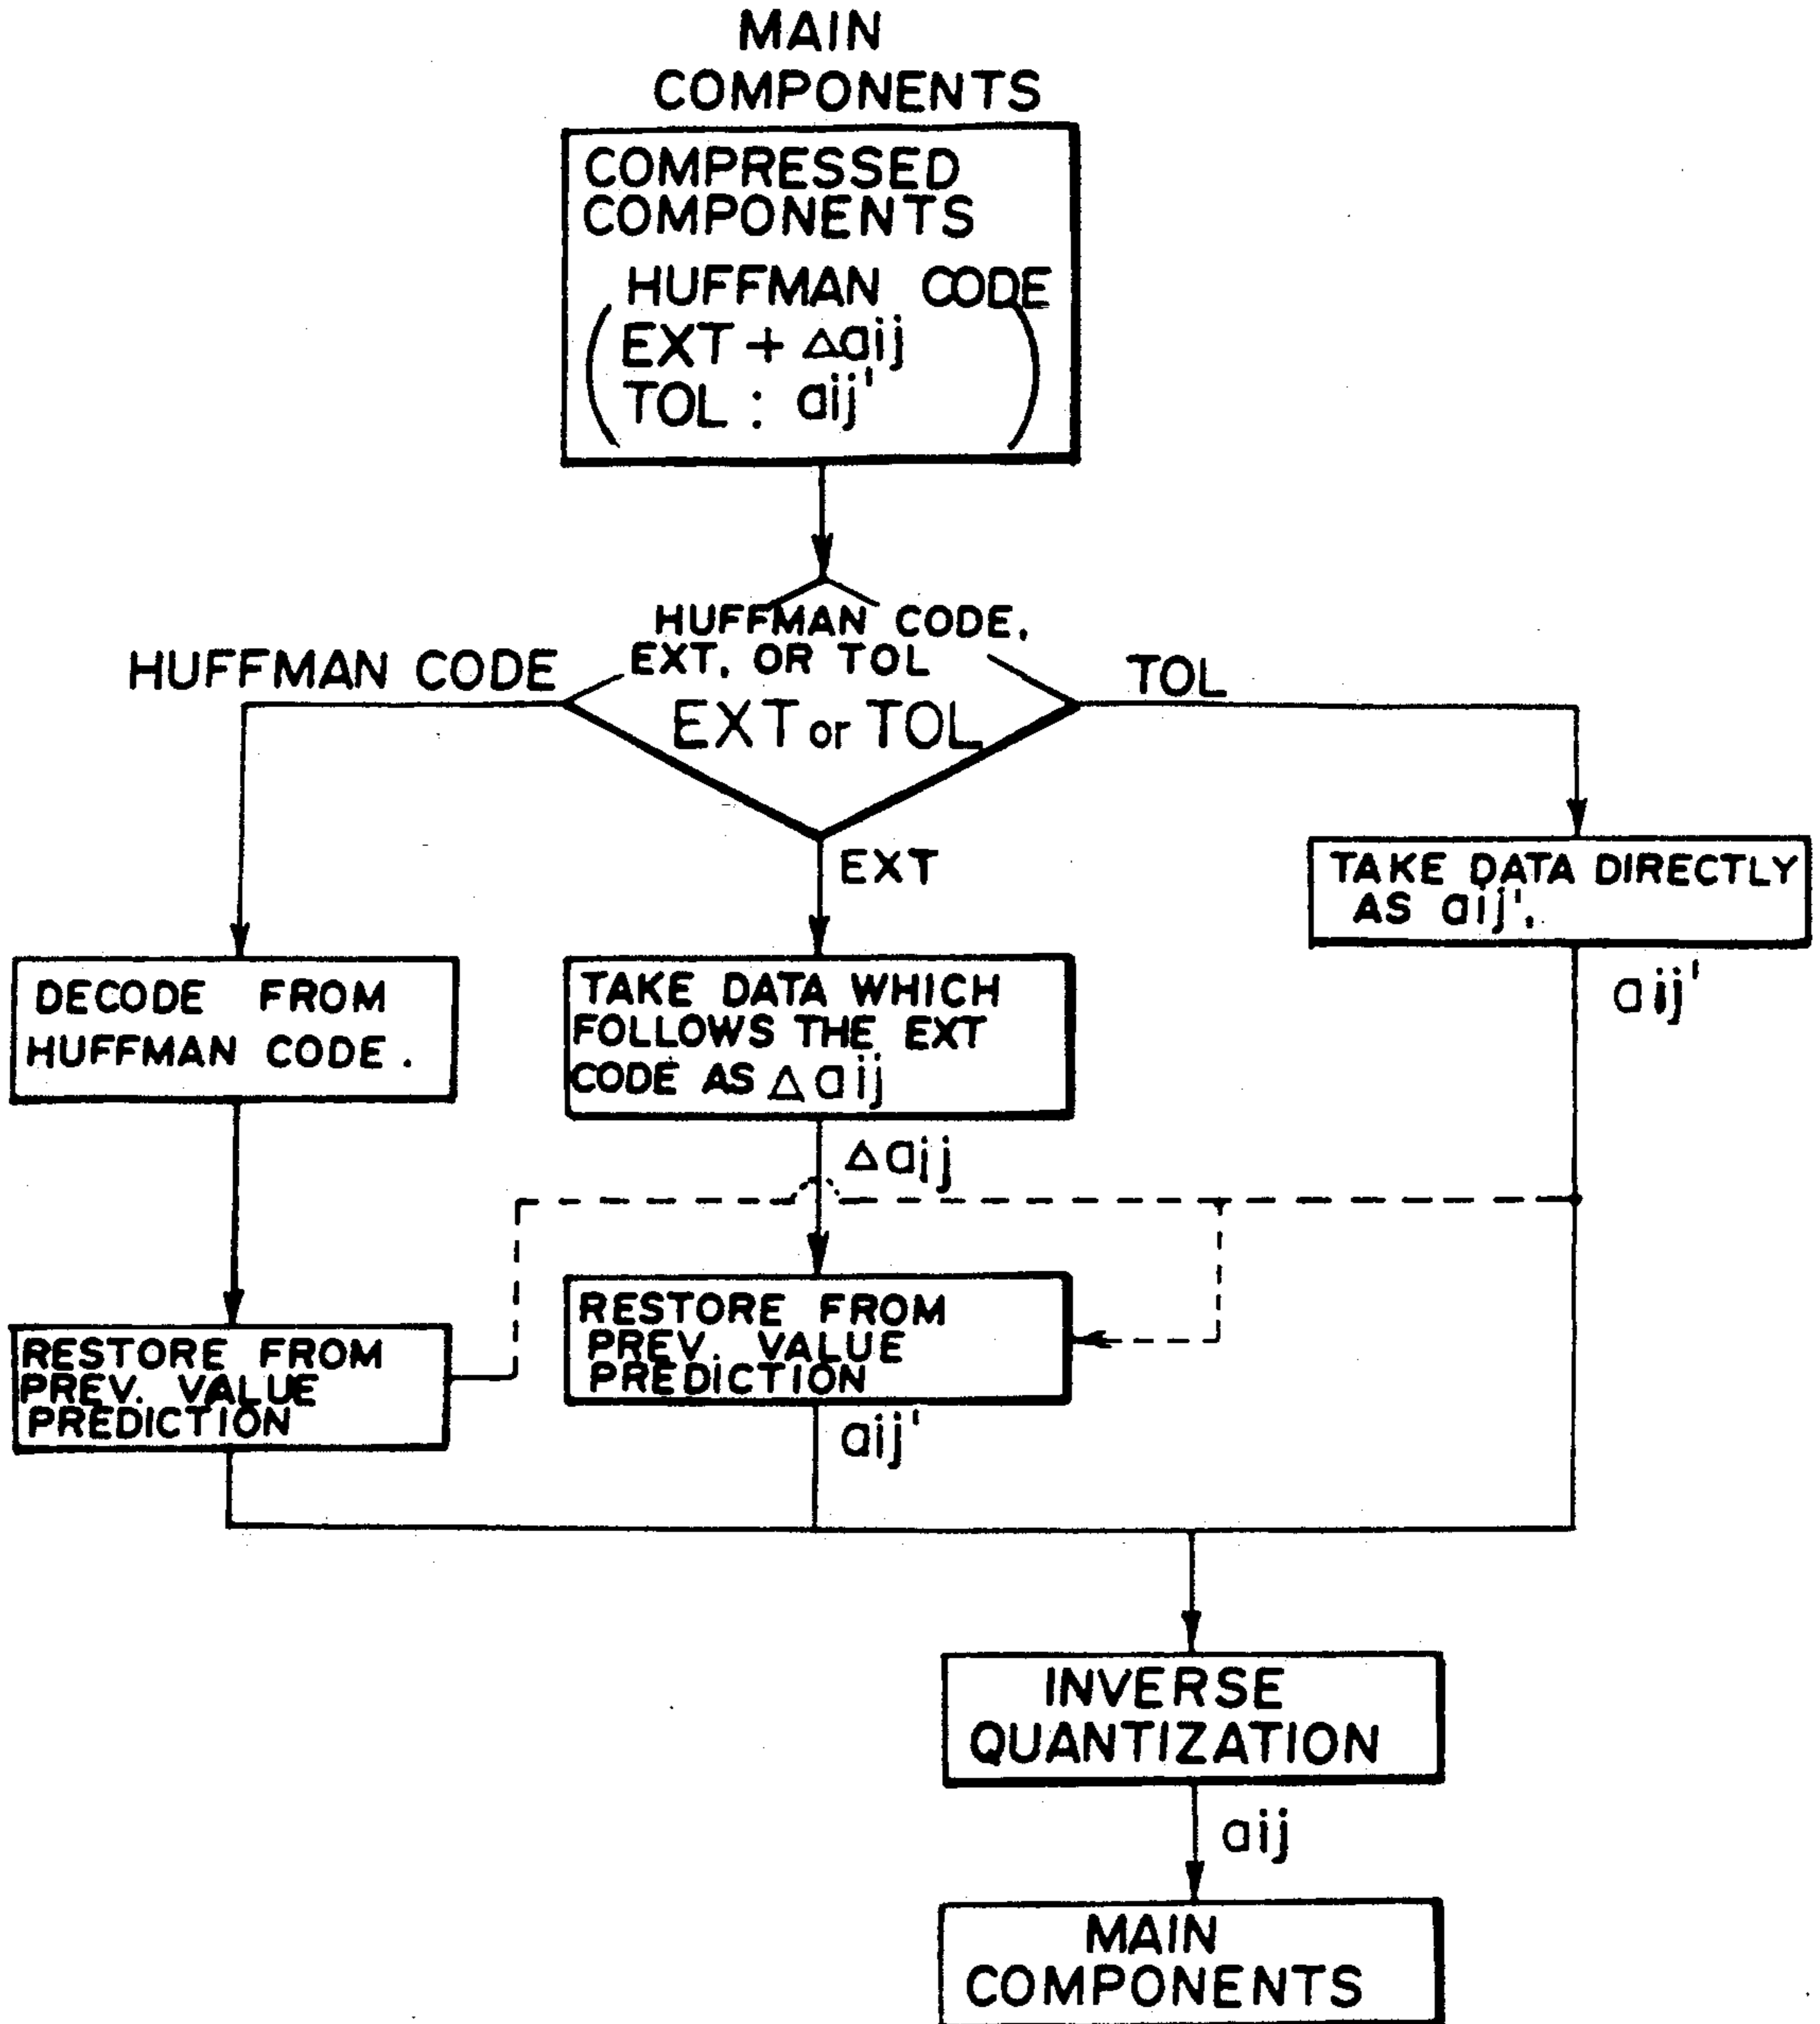 MAIN
COMPONENTS
COMPRESSED
COMPONENTS
HUFFMAN CODE
EXT + Δaij
TOL : aij'
HUFFMAN CODE,
EXT, OR TOL
EXT or TOL
HUFFMAN CODE
TOL
EXT
TAKE DATA DIRECTLY
AS aij'.
aij'
DECODE FROM
HUFFMAN CODE.
TAKE DATA WHICH
FOLLOWS THE EXT
CODE AS Δaij
Δaij
RESTORE FROM
PREV. VALUE
PREDICTION
RESTORE FROM
PREV. VALUE
PREDICTION
aij'
INVERSE
QUANTIZATION
aij
MAIN
COMPONENTS